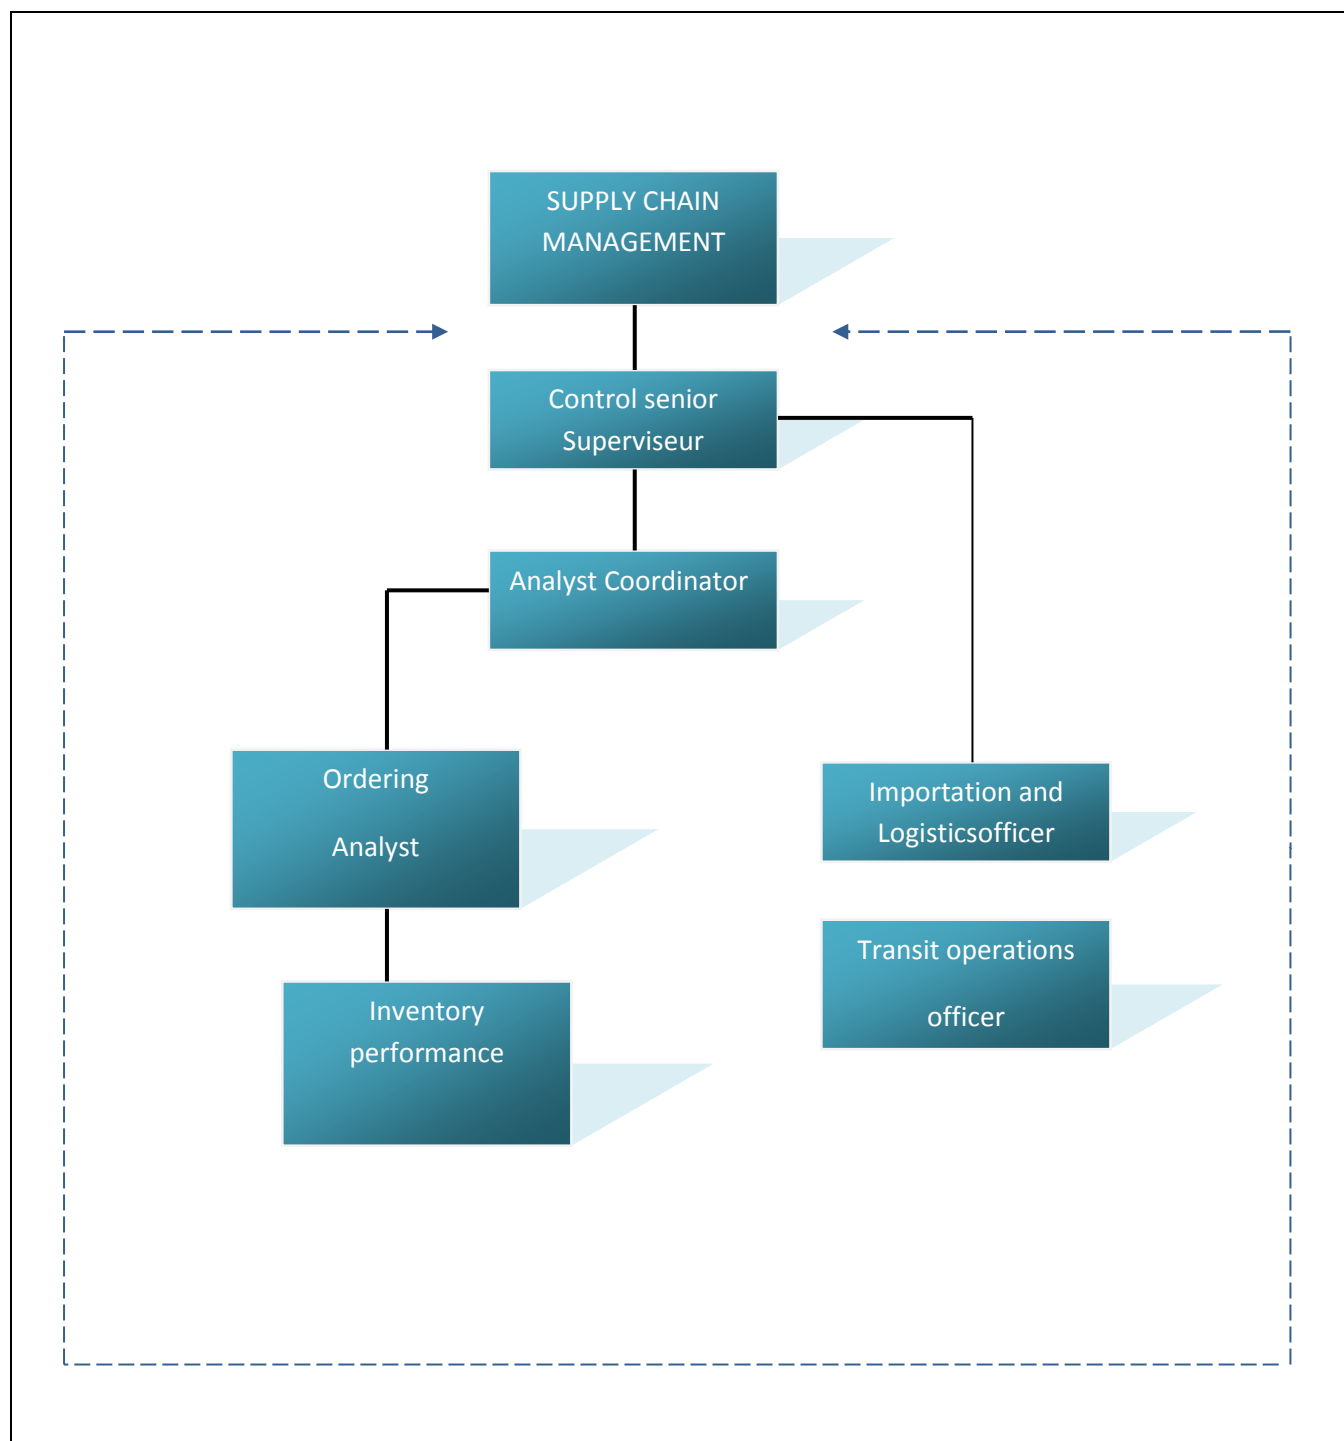 SUPPLY CHAIN
MANAGEMENT
Control senior
Superviseur
Analyst Coordinator
Ordering
Analyst
Importation and
Logisticsofficer
Transit operations
officer
Inventory
performance